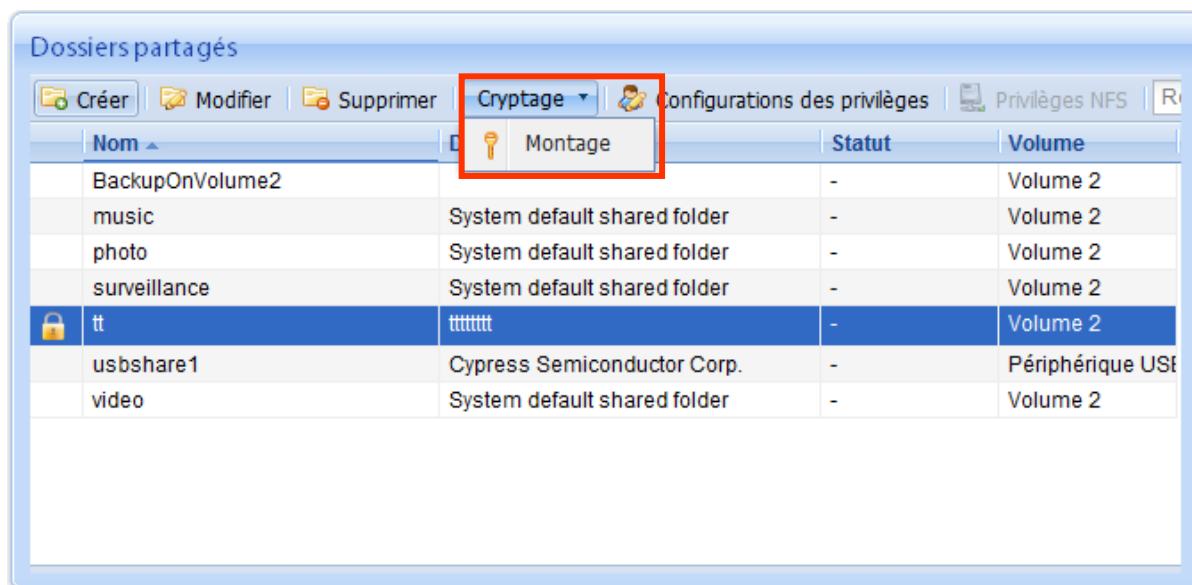 Dossiers partagés
Créer Modifier Supprimer Cryptage Configurations des privilèges Privilèges NFS
Nom Statut Volume
Montage
BackupOnVolume2 - Volume 2
music System default shared folder - Volume 2
photo System default shared folder - Volume 2
surveillance System default shared folder - Volume 2
tt tttttttt - Volume 2
usbshare1 Cypress Semiconductor Corp. - Périphérique USB
video System default shared folder - Volume 2